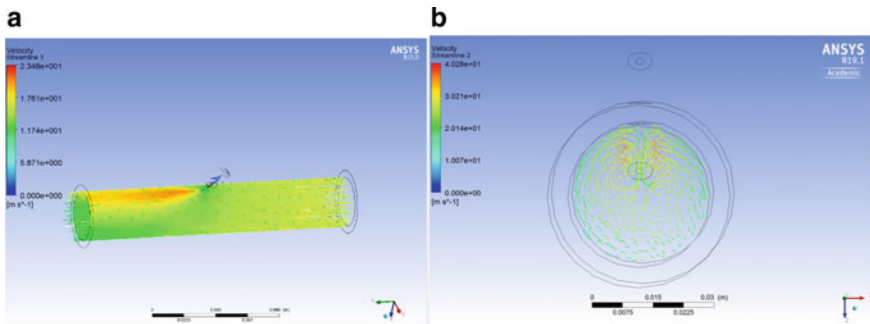 a
Velocity
Streamline 1
2.348e+001
1.761e+001
1.174e+001
5.871e+000
0.000e+000
[m s^-1]
ANSYS
0
(m)
b
Velocity
Streamline 2
4.028e+01
3.021e+01
2.014e+01
1.007e+01
0.000e+00
[m s^-1]
ANSYS
R19.1
Academic
0
0.015
0.03 (m)
0.0075
0.0225